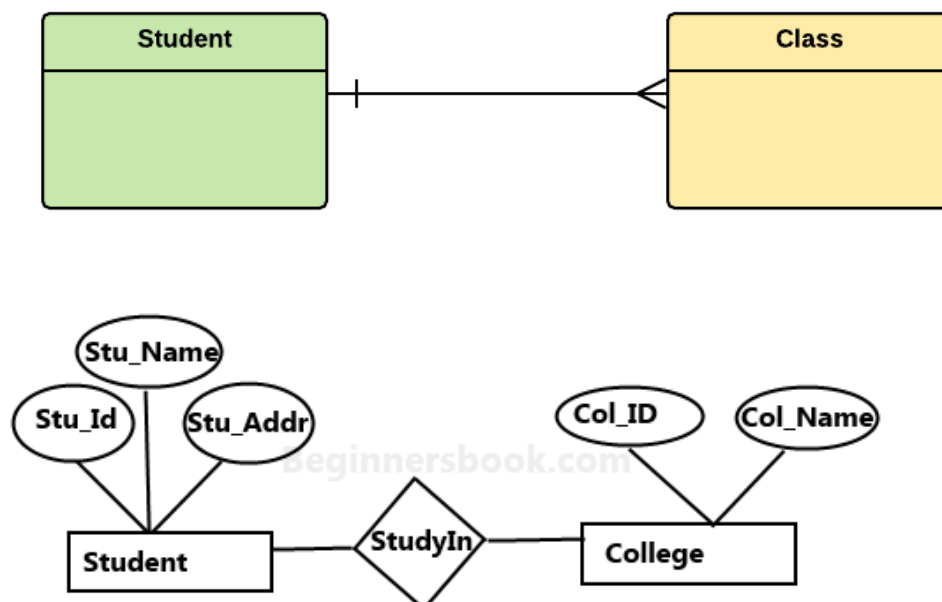 Student
Class
Stu_Name
Stu_Id
Stu_Addr
Col_ID
Col_Name
Beginnersbook.com
StudyIn
Student
College